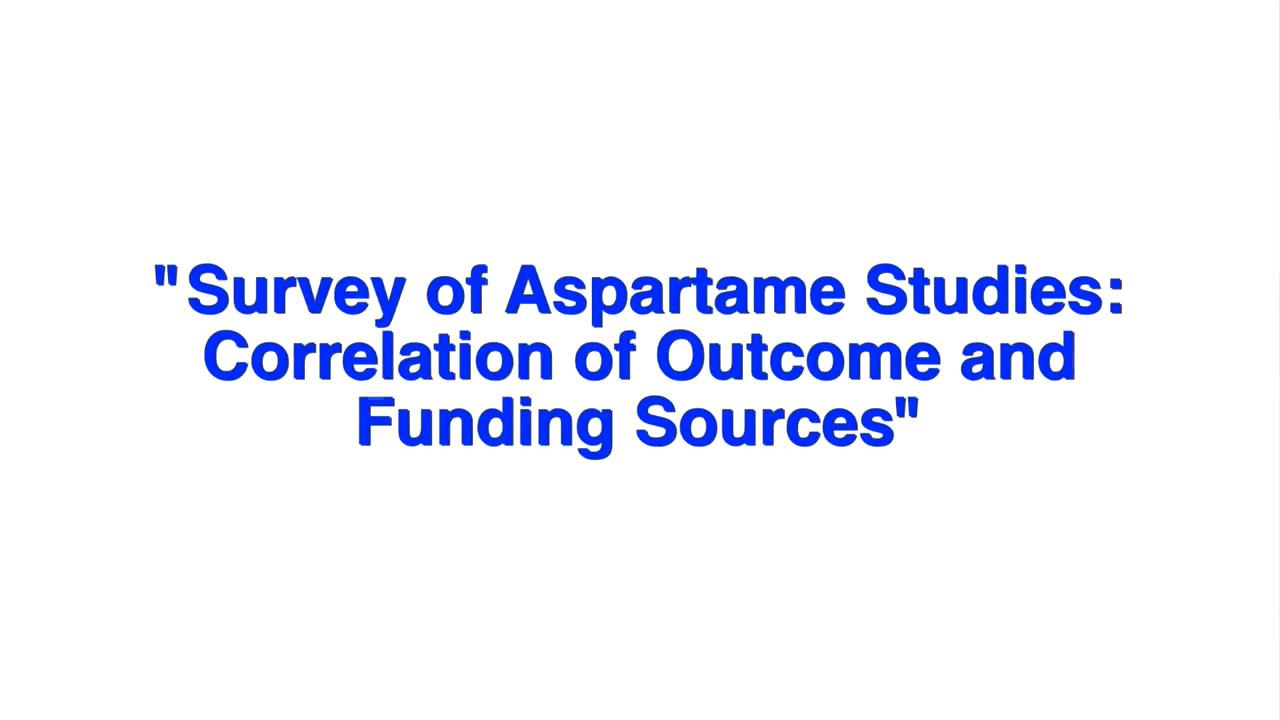 "Survey of Aspartame Studies:
Correlation of Outcome and
Funding Sources"